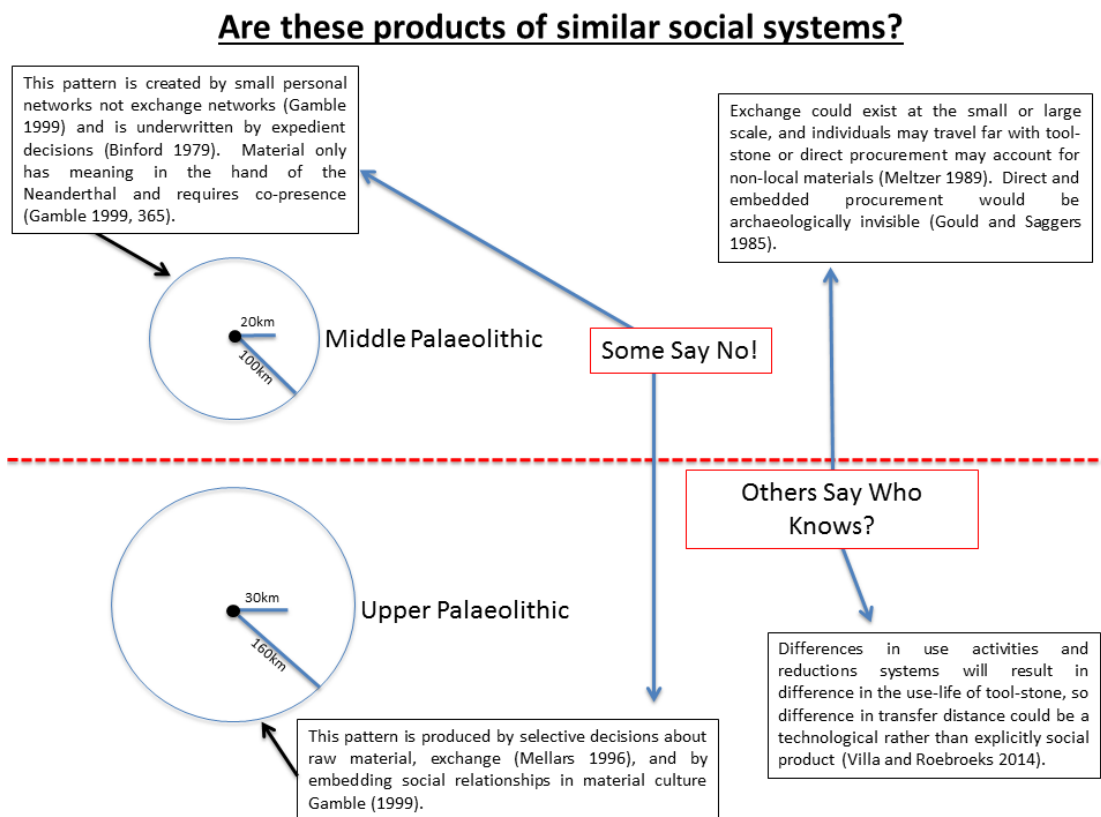 Are these products of similar social systems?
This pattern is created by small personal
networks not exchange networks (Gamble
1999) and is underwritten by expedient
decisions (Binford 1979). Material only
has meaning in the hand of the
Neanderthal and requires co-presence
(Gamble 1999, 365).
Exchange could exist at the small or large
scale, and individuals may travel far with tool-
stone or direct procurement may account for
non-local materials (Meltzer 1989). Direct and
embedded procurement would be
archaeologically invisible (Gould and Saggers
1985).
20km
100km
Middle Palaeolithic
Some Say No!
Others Say Who
Knows?
30km
160km
Upper Palaeolithic
Differences in use activities and
reductions systems will result in
difference in the use-life of tool-stone, so
difference in transfer distance could be a
technological rather than explicitly social
product (Villa and Roebroeks 2014).
This pattern is produced by selective decisions about
raw material, exchange (Mellars 1996), and by
embedding social relationships in material culture
Gamble (1999).